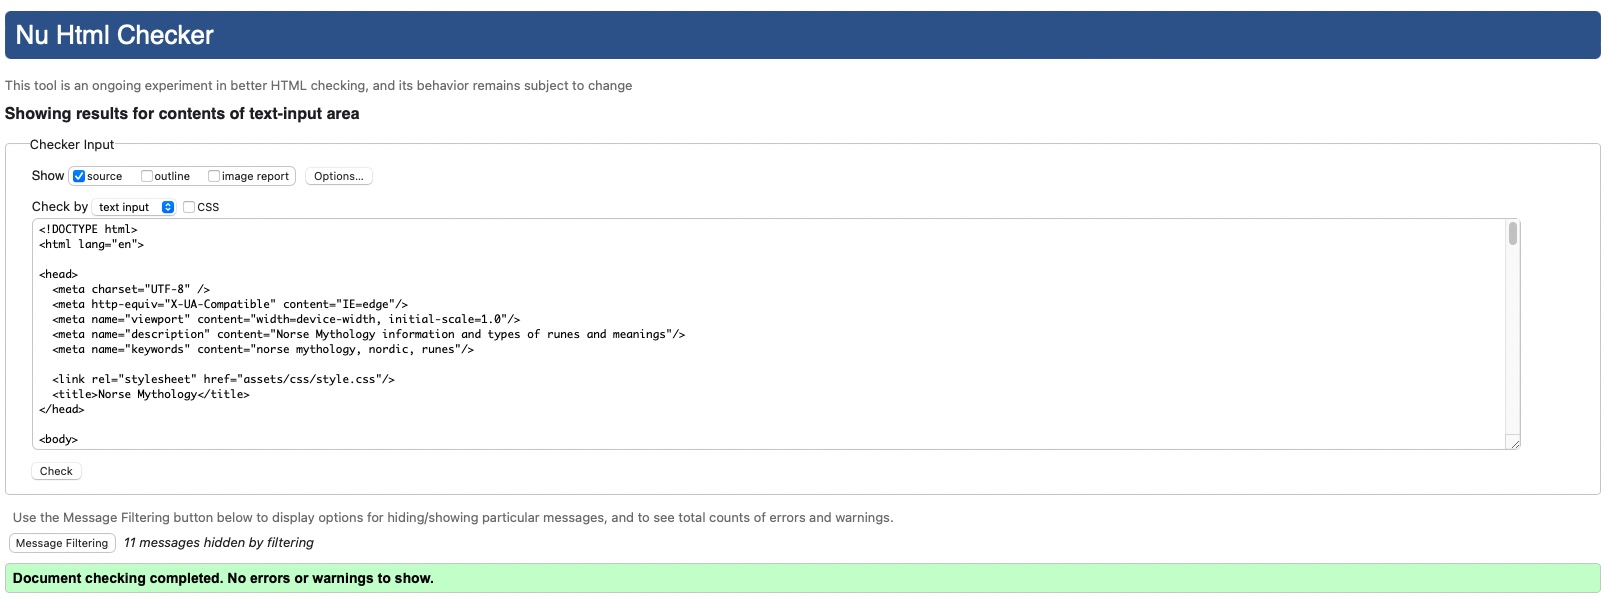 Nu Html Checker
This tool is an ongoing experiment in better HTML checking, and its behavior remains subject to change
Showing results for contents of text-input area
Checker Input
Show source outline image report Options...
Check by text input CSS
<!DOCTYPE html>
<html lang="en">
<head>
<meta charset="UTF-8" />
<meta http-equiv="X-UA-Compatible" content="IE=edge"/>
<meta name="viewport" content="width=device-width, initial-scale=1.0"/>
<meta name="description" content="Norse Mythology information and types of runes and meanings"/>
<meta name="keywords" content="norse mythology, nordic, runes"/>
<link rel="stylesheet" href="assets/css/style.css"/>
<title>Norse Mythology</title>
</head>
<body>
Check
Use the Message Filtering button below to display options for hiding/showing particular messages, and to see total counts of errors and warnings.
Message Filtering 11 messages hidden by filtering
Document checking completed. No errors or warnings to show.